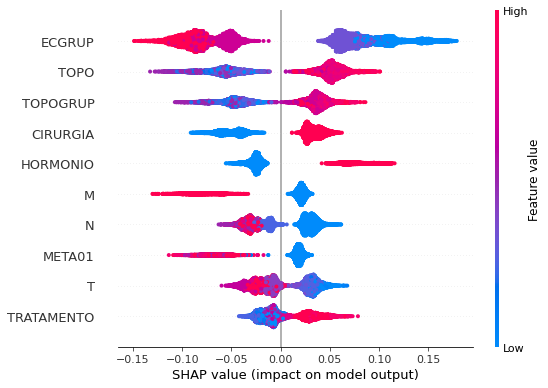 High
ECGRUP
TOPO
TOPOGRUP
CIRURGIA
HORMONIO
M
N
META01
T
TRATAMENTO
Feature value
Low
−0.15 −0.10 −0.05 0.00 0.05 0.10 0.15
SHAP value (impact on model output)